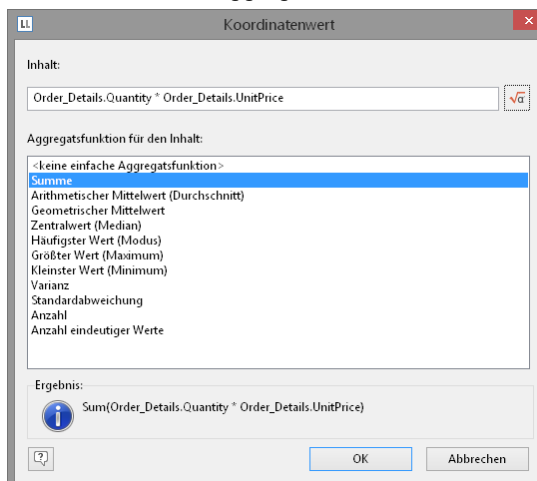 LL Koordinatenwert
Inhalt:
Order_Details.Quantity * Order_Details.UnitPrice
√α
Aggregatsfunktion für den Inhalt:
<keine einfache Aggregatsfunktion>
Summe
Arithmetischer Mittelwert (Durchschnitt)
Geometrischer Mittelwert
Zentralwert (Median)
Häufigster Wert (Modus)
Größter Wert (Maximum)
Kleinster Wert (Minimum)
Varianz
Standardabweichung
Anzahl
Anzahl eindeutiger Werte
Ergebnis:
Sum(Order_Details.Quantity * Order_Details.UnitPrice)
? OK Abbrechen